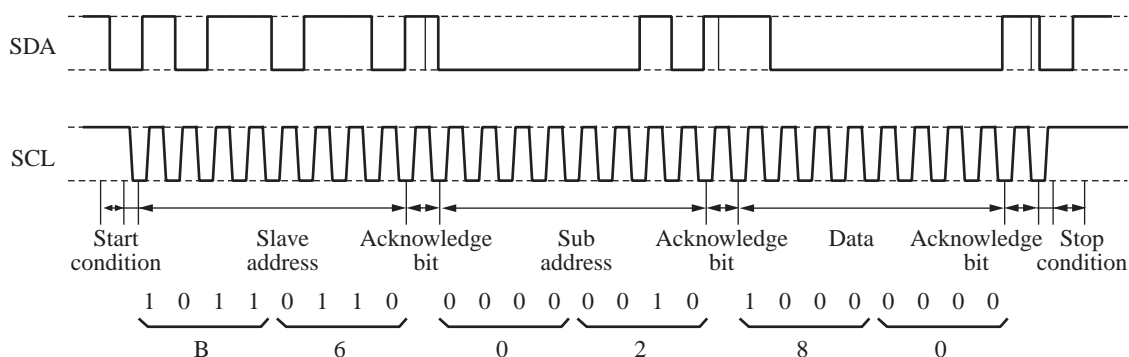 SDA
SCL
Start condition
Slave address
Acknowledge bit
Sub address
Acknowledge bit
Data
Acknowledge bit
Stop condition
1 0 1 1 0 1 1 0 0 0 0 0 0 0 1 0 1 0 0 0 0 0 0 0
B 6 0 2 8 0